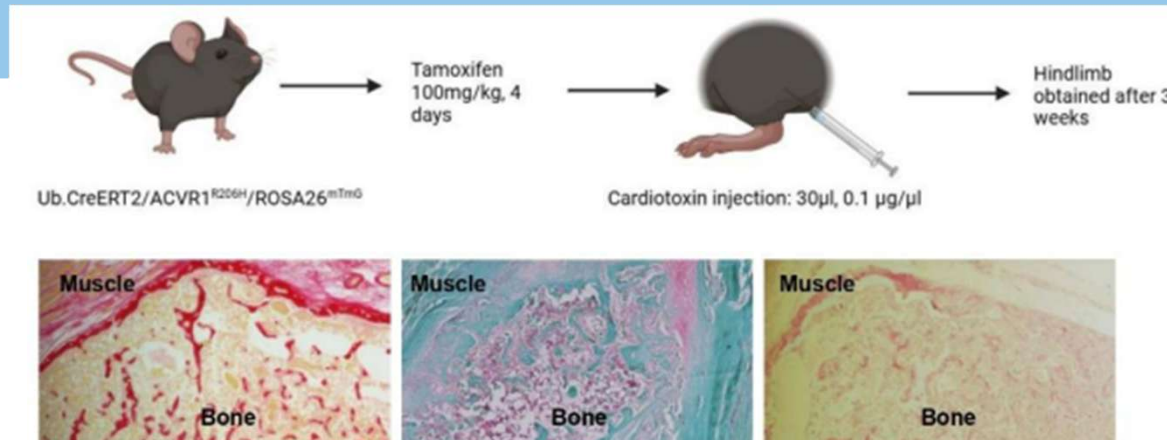 Tamoxifen
100mg/kg, 4
days
Hindlimb
obtained after 3
weeks
Ub.CreERT2/ACVR1R206H/ROSA26mTmG
Cardiotoxin injection: 30µl, 0.1 µg/µl
Muscle
Muscle
Muscle
Bone
Bone
Bone